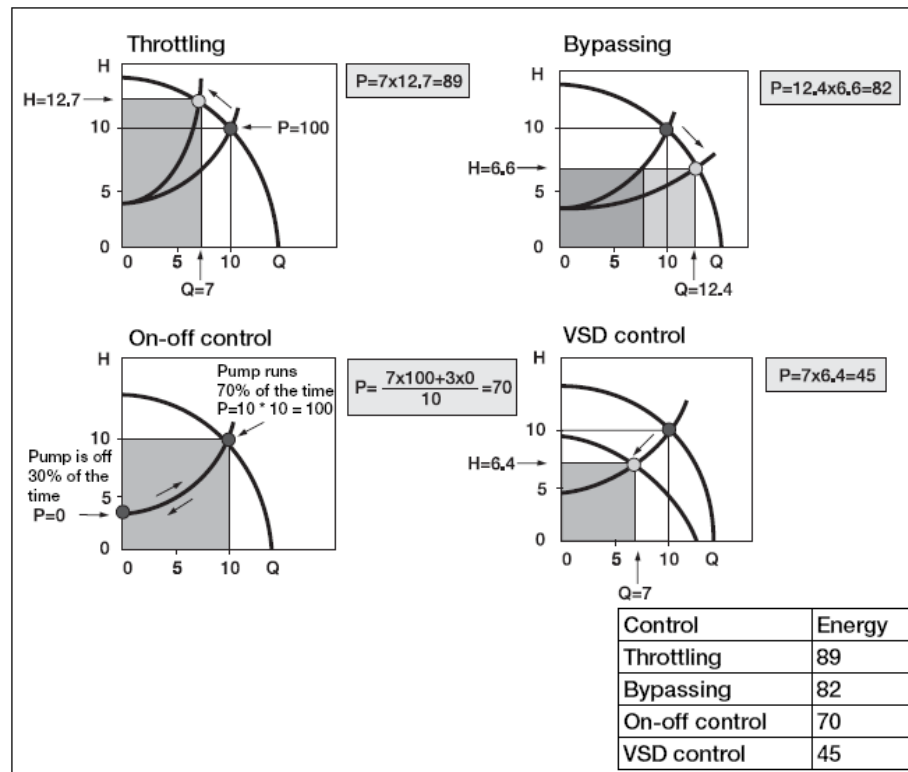 Throttling
H
P=7x12.7=89
H=12.7
10
P=100
5
0
0 5 10 Q
Q=7
Bypassing
H
P=12.4x6.6=82
10
H=6.6
5
0
0 5 10 Q
Q=12.4
On-off control
H
Pump runs
70% of the time
P=10 * 10 = 100
P= 7x100+3x0 =70
10
10
Pump is off
30% of the
time
P=0
5
0
0 5 10 Q
VSD control
H
P=7x6.4=45
10
H=6.4
5
0
0 5 10 Q
Q=7
Control Energy
Throttling 89
Bypassing 82
On-off control 70
VSD control 45